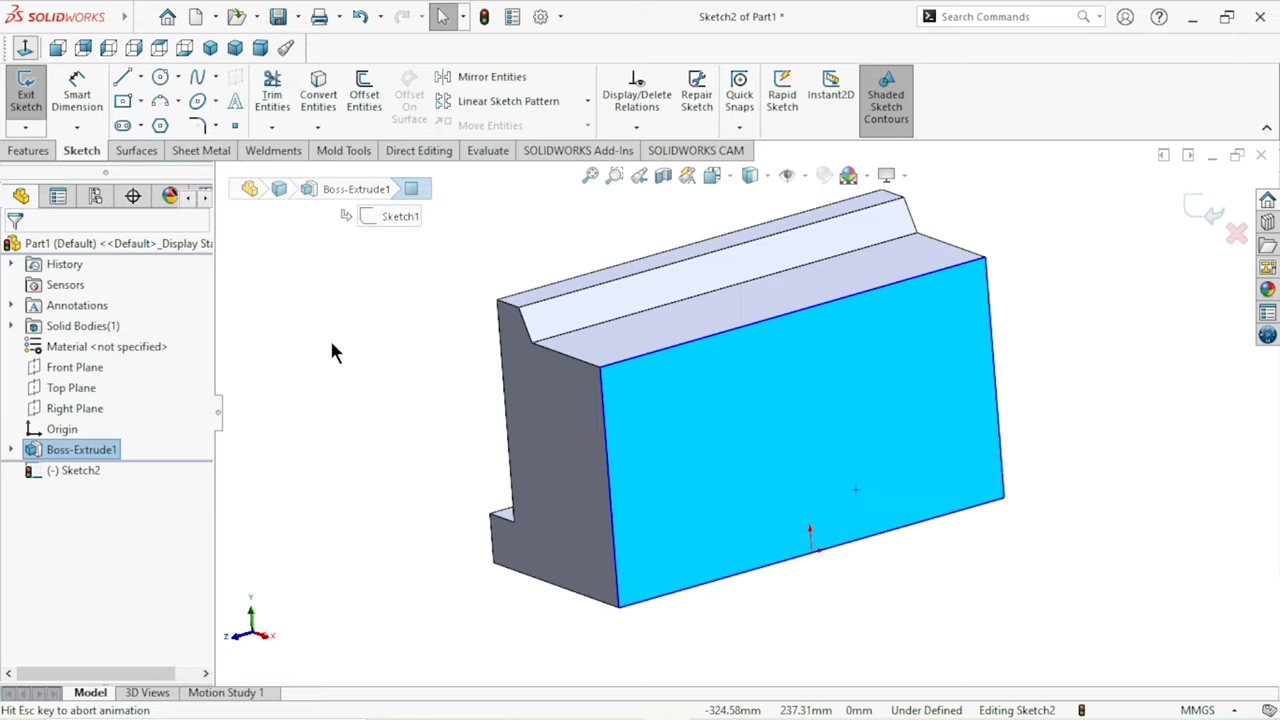 SOLIDWORKS
Sketch2 of Part1 *
Search Commands
Exit Sketch
Smart Dimension
Trim Entities
Convert Entities
Offset Entities
Offset On Surface
Mirror Entities
Linear Sketch Pattern
Move Entities
Display/Delete Relations
Repair Sketch
Quick Snaps
Rapid Sketch
Instant2D
Shaded Sketch Contours
Features
Sketch
Surfaces
Sheet Metal
Weldments
Mold Tools
Direct Editing
Evaluate
SOLIDWORKS Add-Ins
SOLIDWORKS CAM
Boss-Extrude1
Sketch1
Part1 (Default) <<Default>_Display Sta
History
Sensors
Annotations
Solid Bodies(1)
Material <not specified>
Front Plane
Top Plane
Right Plane
Origin
Boss-Extrude1
(-) Sketch2
Y
Z
X
Model
3D Views
Motion Study 1
Hit Esc key to abort animation
-324.58mm
237.31mm
0mm
Under Defined
Editing Sketch2
MMGS